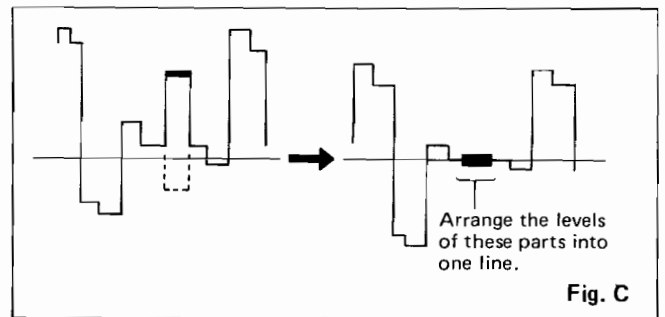 Arrange the levels
of these parts into
one line.
Fig. C